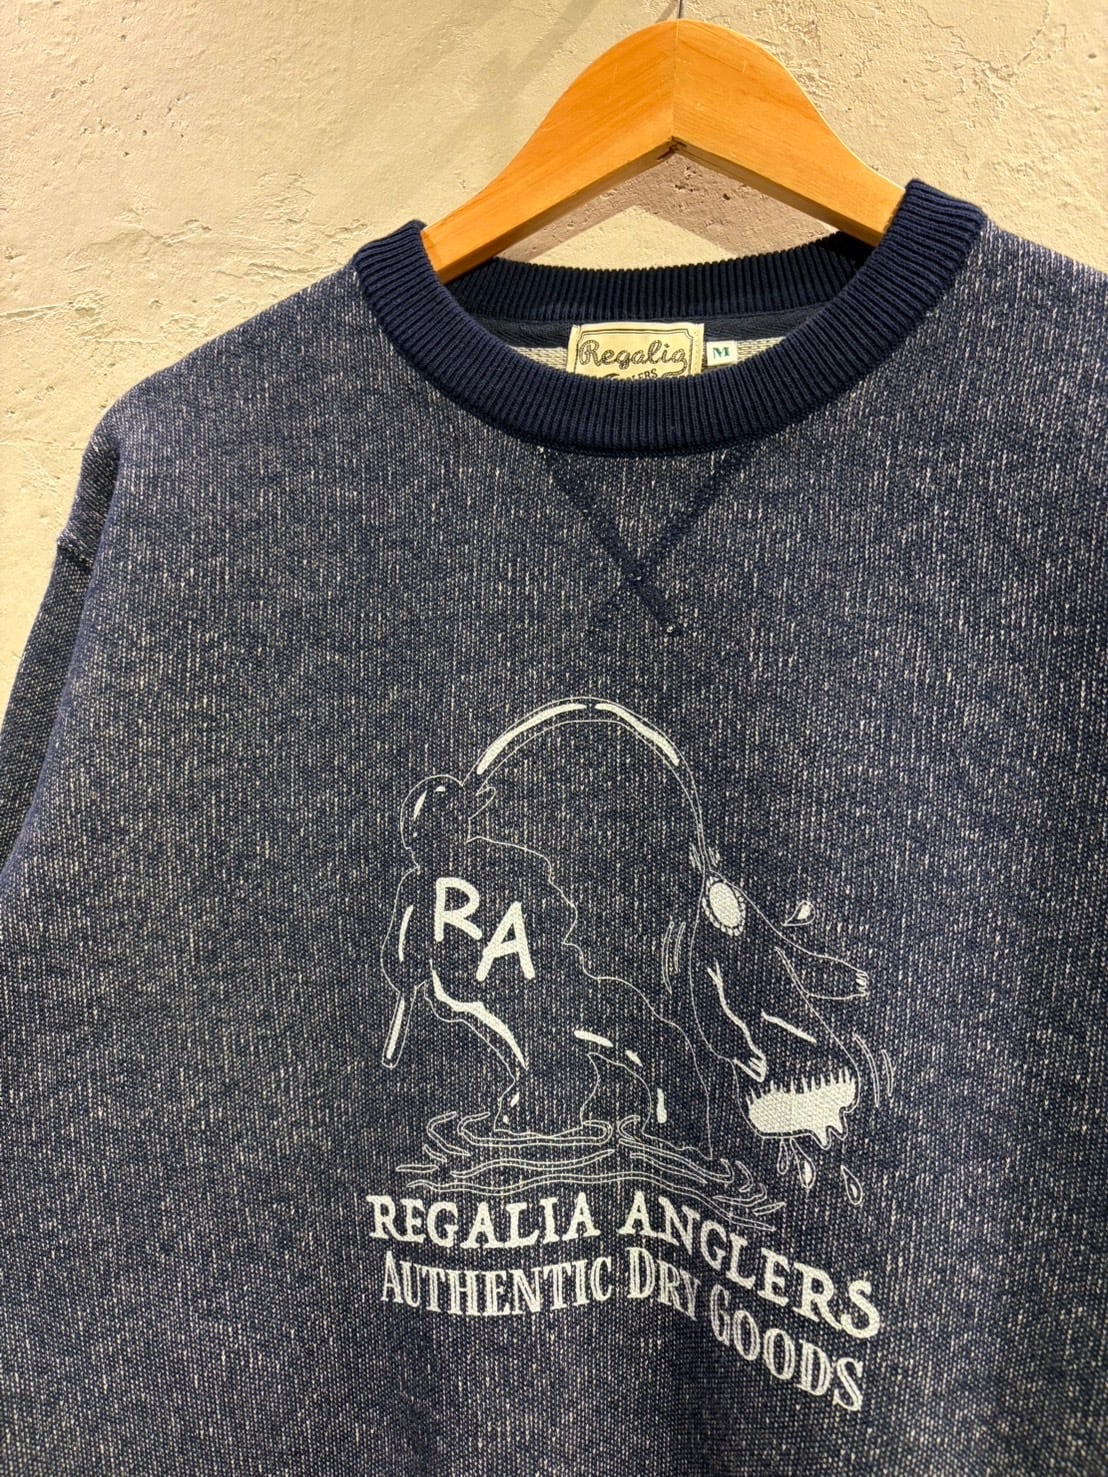 Regalia
M
RA
REGALIA ANGLERS
AUTHENTIC DRY GOODS